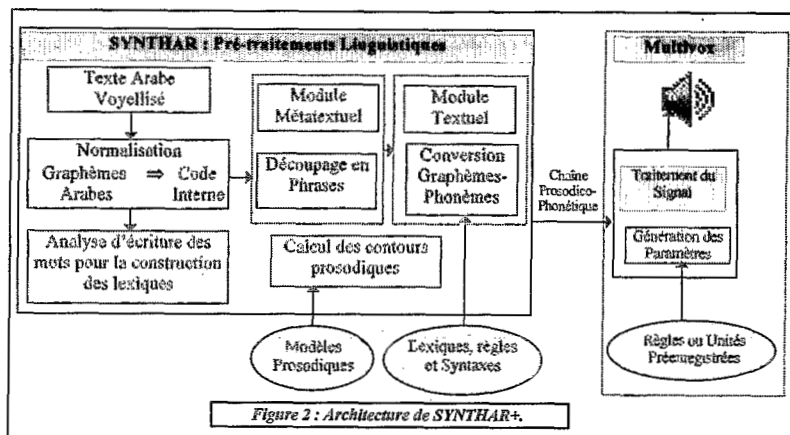 SYNTHAR : Pré-traitements Linguistiques
Texte Arabe
Voyellisé
Normalisation
Graphèmes ⇒ Code
Arabes Interne
Analyse d'écriture des
mots pour la construction
des lexiques
Module
Métatextuel
Découpage en
Phrases
Module
Textuel
Conversion
Graphèmes-
Phonèmes
Calcul des contours
prosodiques
Modèles
Prosodiques
Lexiques, règles
et Syntaxes
Chaîne
Prosodico-
Phonétique
Multivox
Traitement du
Signal
Génération des
Paramètres
Règles ou Unités
Préenregistrées
Figure 2 : Architecture de SYNTHAR+.